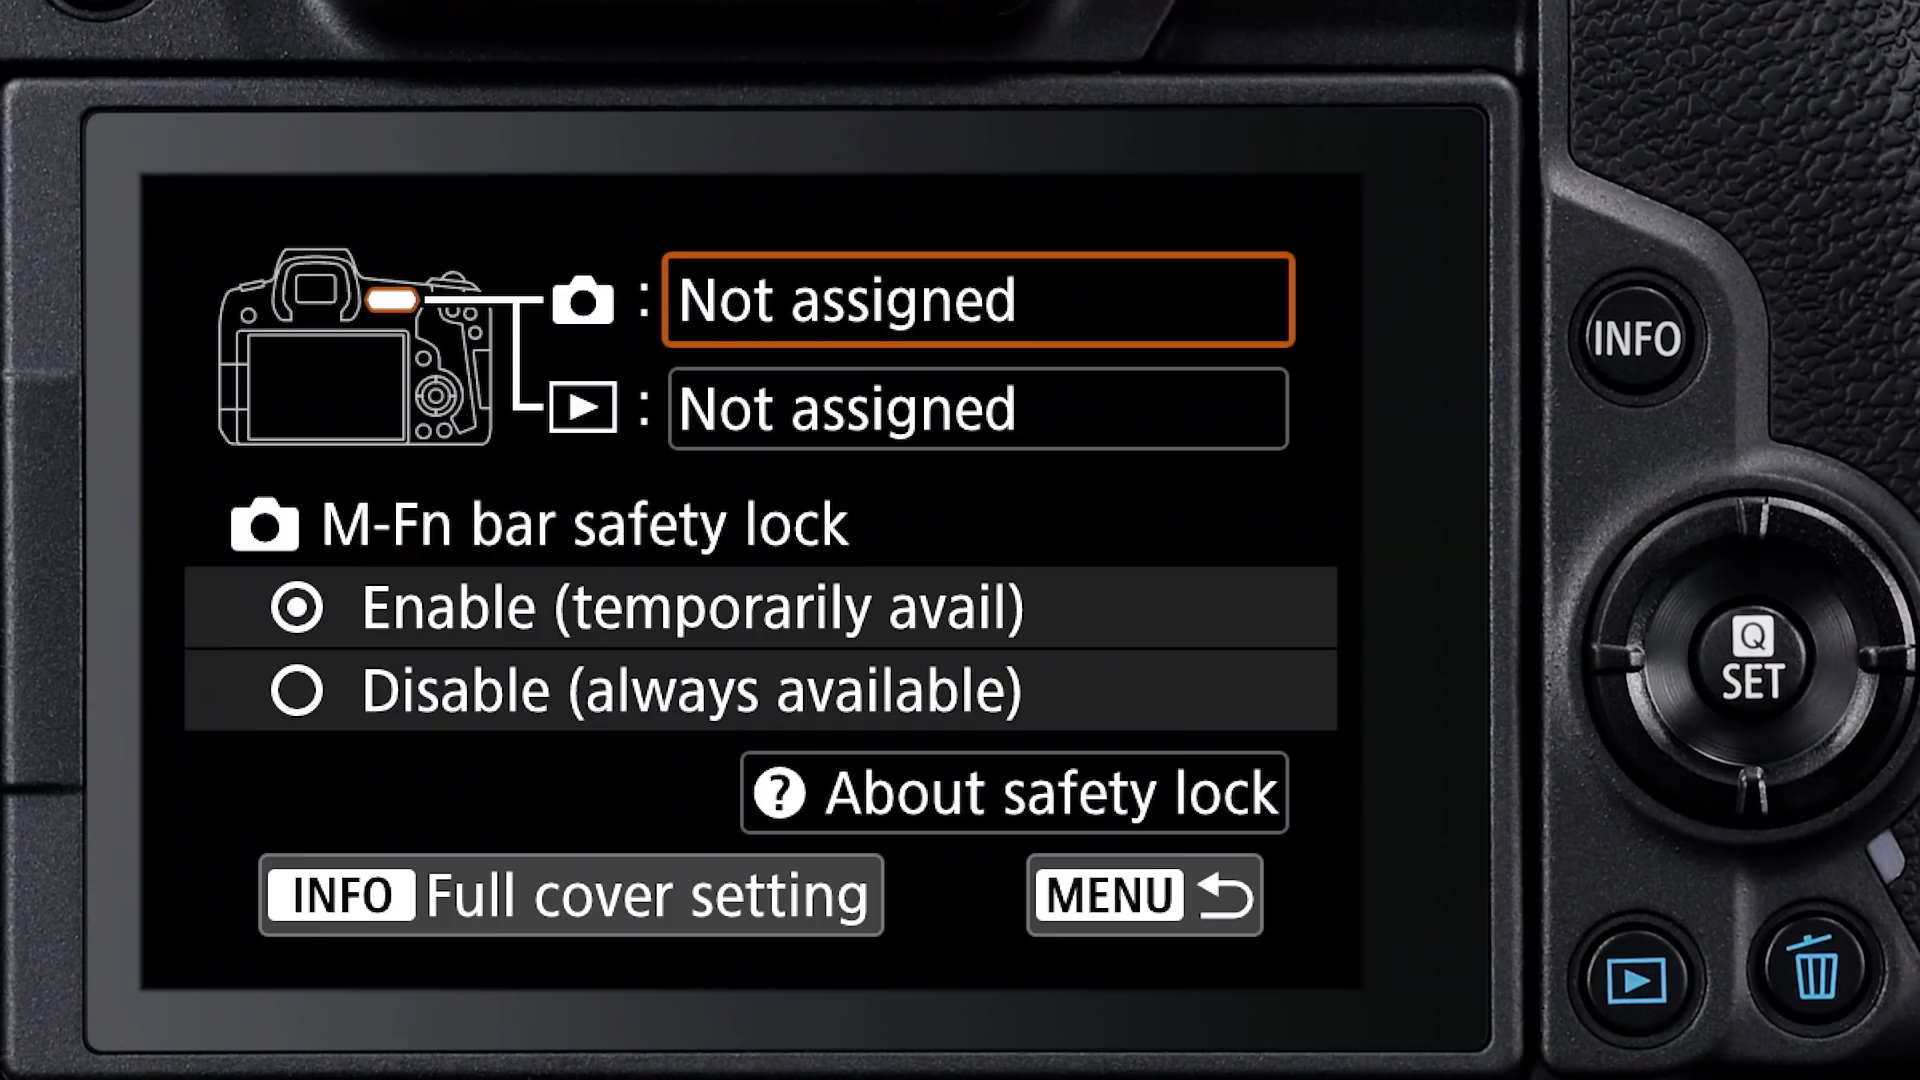 : Not assigned
: Not assigned
M-Fn bar safety lock
Enable (temporarily avail)
Disable (always available)
? About safety lock
INFO Full cover setting
MENU
INFO
Q
SET